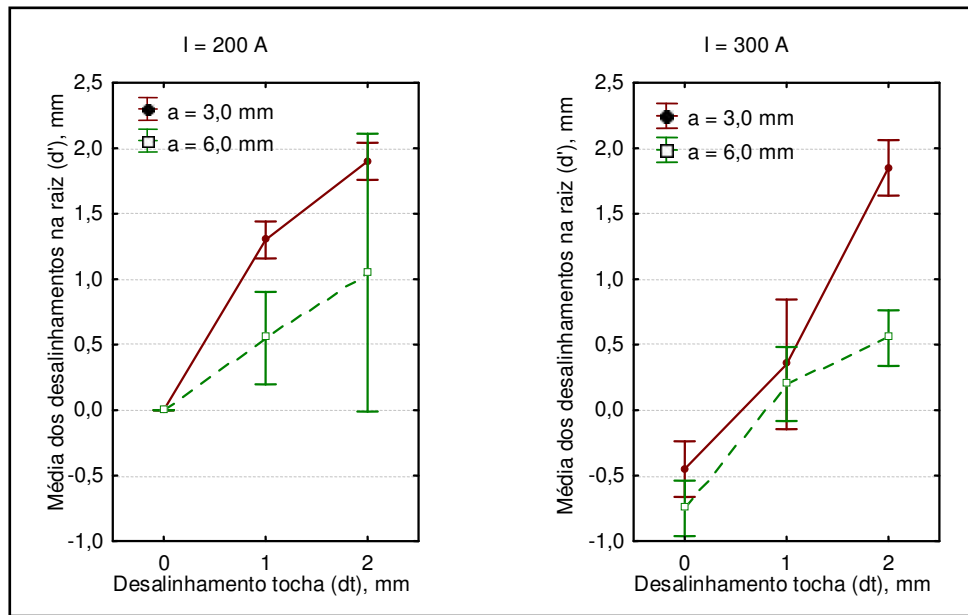 I = 200 A
Média dos desalinhamentos na raiz (d'), mm
2,5
2,0
1,5
1,0
0,5
0,0
-0,5
-1,0
a = 3,0 mm
a = 6,0 mm
0 1 2
Desalinhamento tocha (dt), mm
I = 300 A
Média dos desalinhamentos na raiz (d'), mm
2,5
2,0
1,5
1,0
0,5
0,0
-0,5
-1,0
a = 3,0 mm
a = 6,0 mm
0 1 2
Desalinhamento tocha (dt), mm